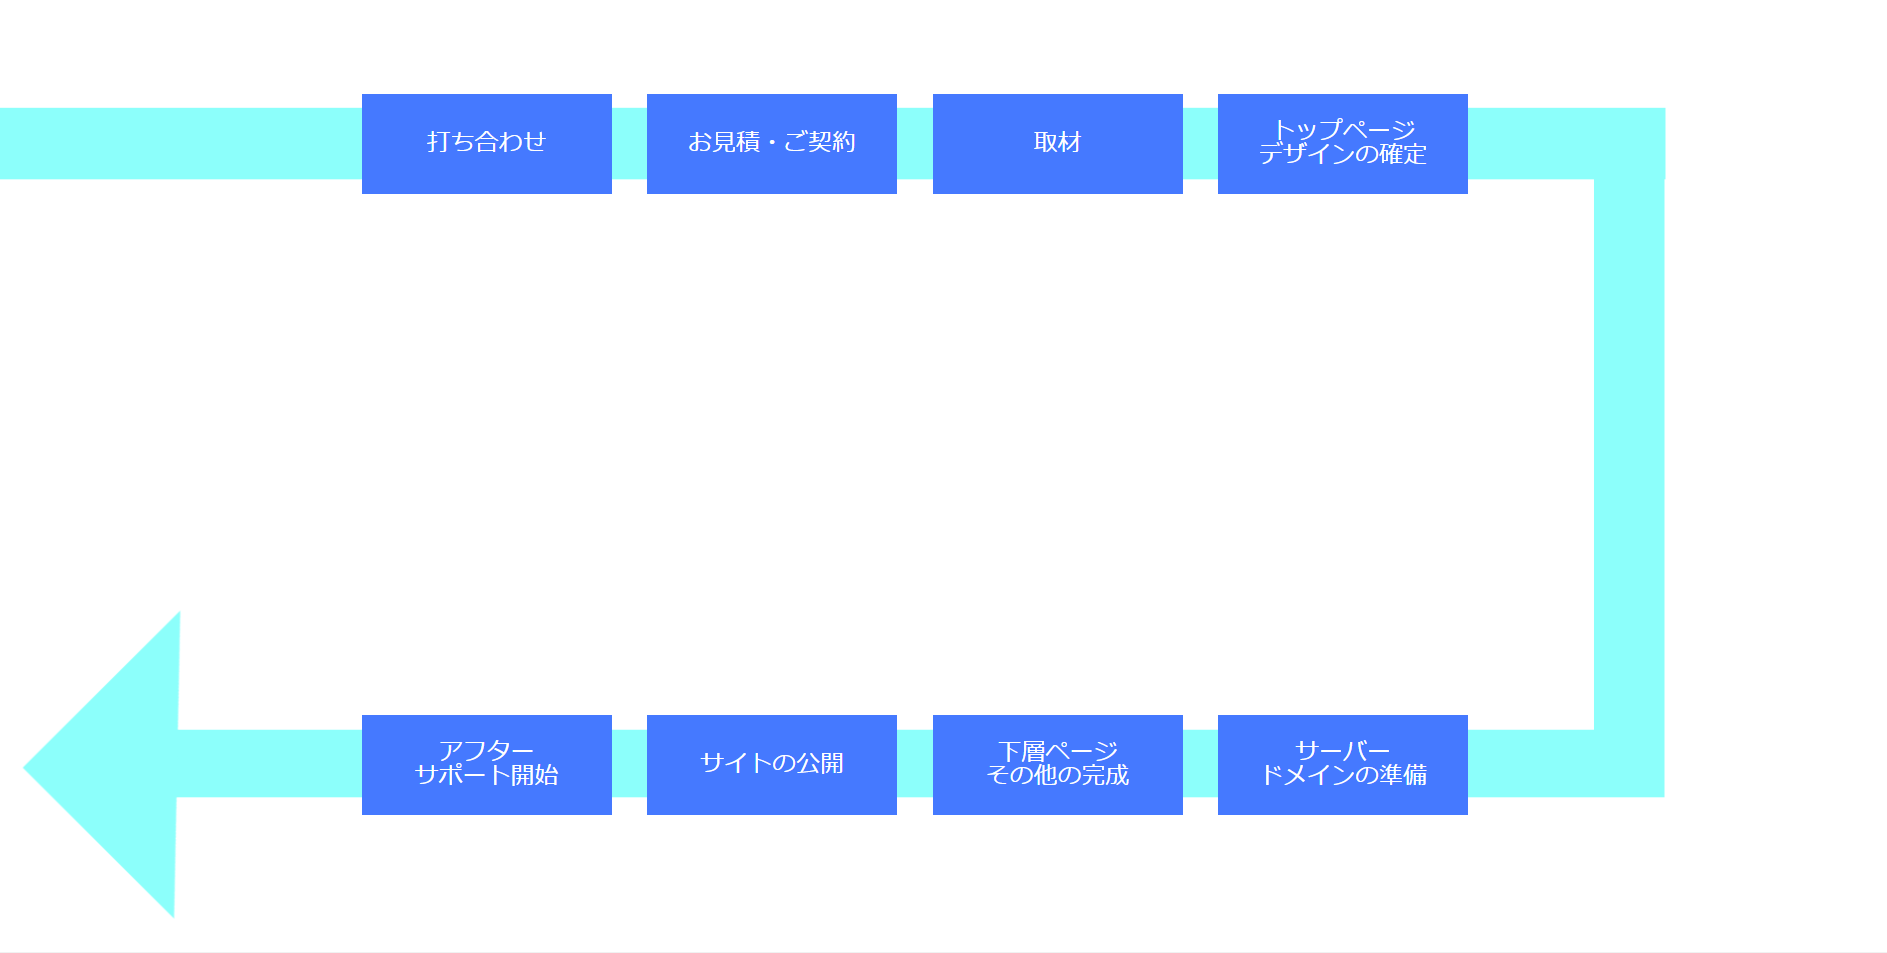 打ち合わせ
お見積・ご契約
取材
トップページ
デザインの確定
アフター
サポート開始
サイトの公開
下層ページ
その他の完成
サーバー
ドメインの準備